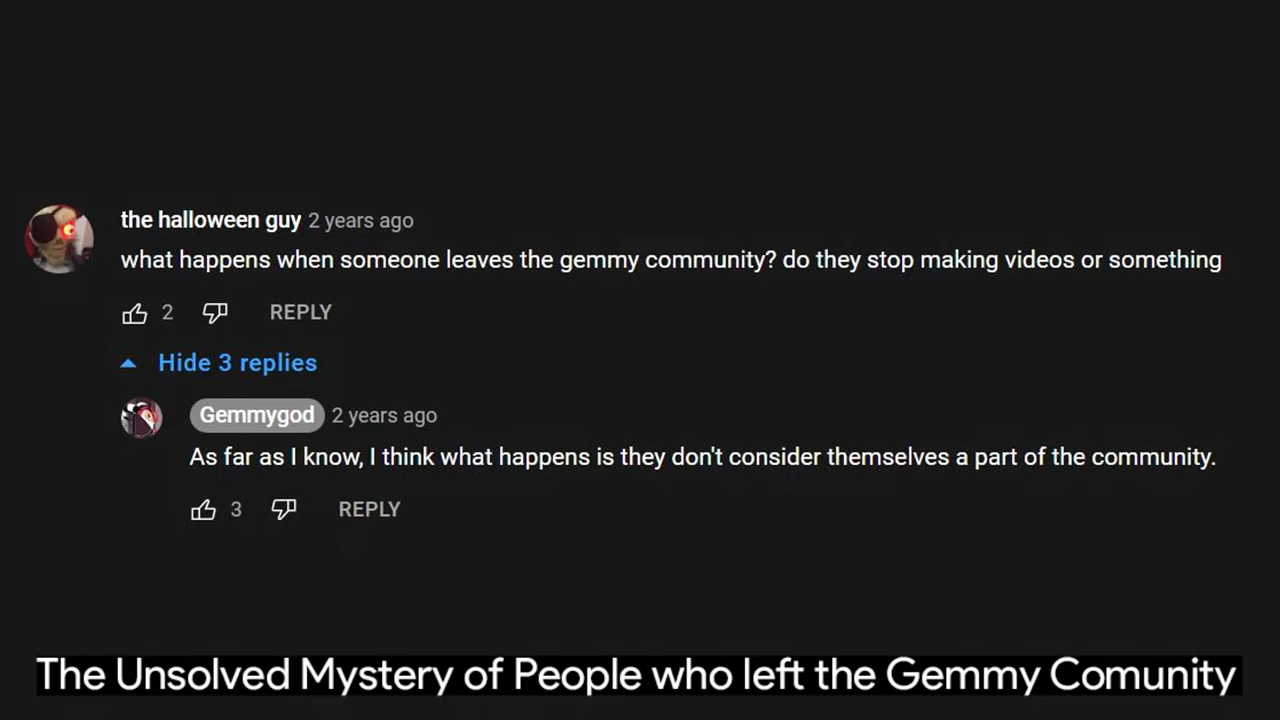 the halloween guy 2 years ago
what happens when someone leaves the gemmy community? do they stop making videos or something
2 REPLY
Hide 3 replies
Gemmygod 2 years ago
As far as I know, I think what happens is they don't consider themselves a part of the community.
3 REPLY
The Unsolved Mystery of People who left the Gemmy Comunity